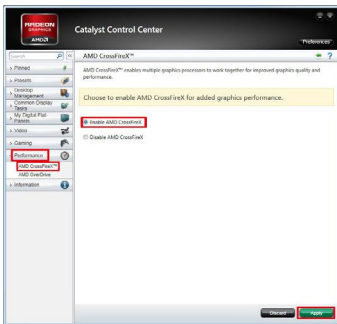 RADEON
GRAPHICS
AMD
Catalyst Control Center
Preferences
Search
AMD CrossFireX™
Pinned
Presets
Desktop
Management
Common Display
Tasks
My Digital Flat-
Panels
Video
Gaming
Performance
AMD CrossFireX™
AMD OverDrive
Information
AMD CrossFireX™ enables multiple graphics processors to work together for improved graphics quality and
performance.
Choose to enable AMD CrossFireX for added graphics performance.
Enable AMD CrossFireX
Disable AMD CrossFireX
Discard
Apply